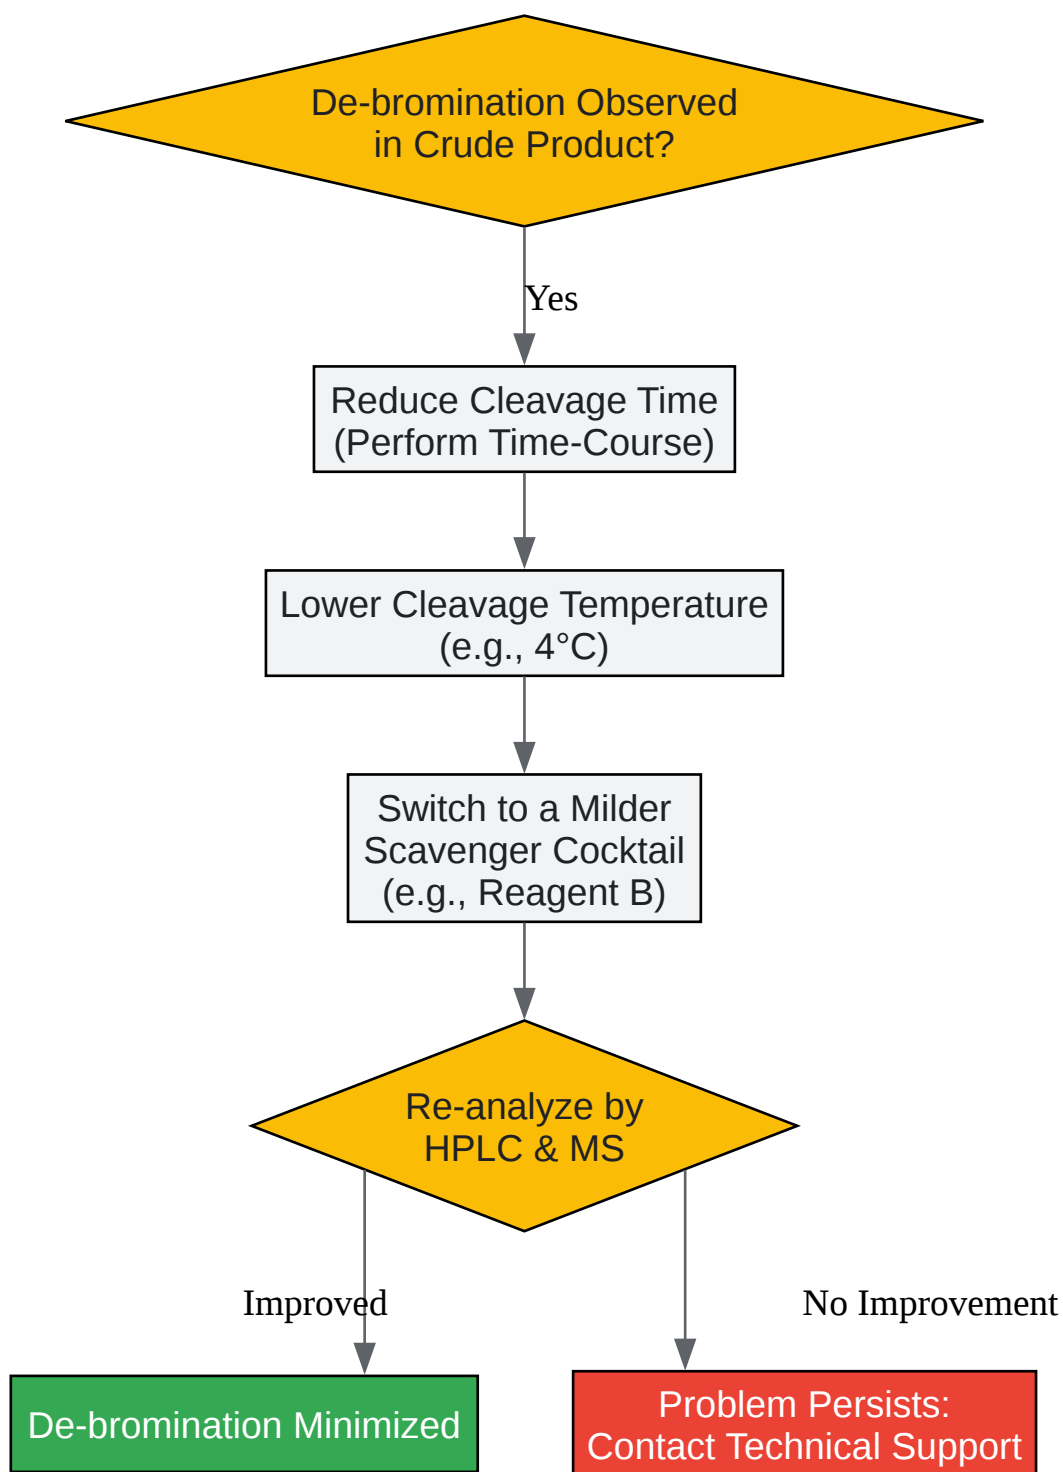 De-bromination Observed
in Crude Product?
Yes
Reduce Cleavage Time
(Perform Time-Course)
Lower Cleavage Temperature
(e.g., 4°C)
Switch to a Milder
Scavenger Cocktail
(e.g., Reagent B)
Re-analyze by
HPLC & MS
Improved
No Improvement
De-bromination Minimized
Problem Persists:
Contact Technical Support